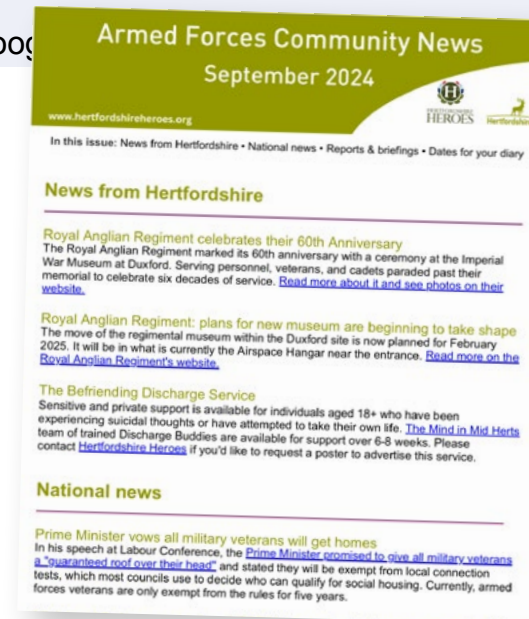 Armed Forces Community News
September 2024
www.hertfordshireheroes.org
HERTFORDSHIRE
HEROES
Hertfordshire
In this issue: News from Hertfordshire • National news • Reports & briefings • Dates for your diary
News from Hertfordshire
Royal Anglian Regiment celebrates their 60th Anniversary
The Royal Anglian Regiment marked its 60th anniversary with a ceremony at the Imperial
War Museum at Duxford. Serving personnel, veterans, and cadets paraded past their
memorial to celebrate six decades of service. Read more about it and see photos on their
website.
Royal Anglian Regiment: plans for new museum are beginning to take shape
The move of the regimental museum within the Duxford site is now planned for February
2025. It will be in what is currently the Airspace Hangar near the entrance. Read more on the
Royal Anglian Regiment's website.
The Befriending Discharge Service
Sensitive and private support is available for individuals aged 18+ who have been
experiencing suicidal thoughts or have attempted to take their own life. The Mind in Mid Herts
team of trained Discharge Buddies are available for support over 6-8 weeks. Please
contact Hertfordshire Heroes if you'd like to request a poster to advertise this service.
National news
Prime Minister vows all military veterans will get homes
In his speech at Labour Conference, the Prime Minister promised to give all military veterans
a "guaranteed roof over their head" and stated they will be exempt from local connection
tests, which most councils use to decide who can qualify for social housing. Currently, armed
forces veterans are only exempt from the rules for five years.